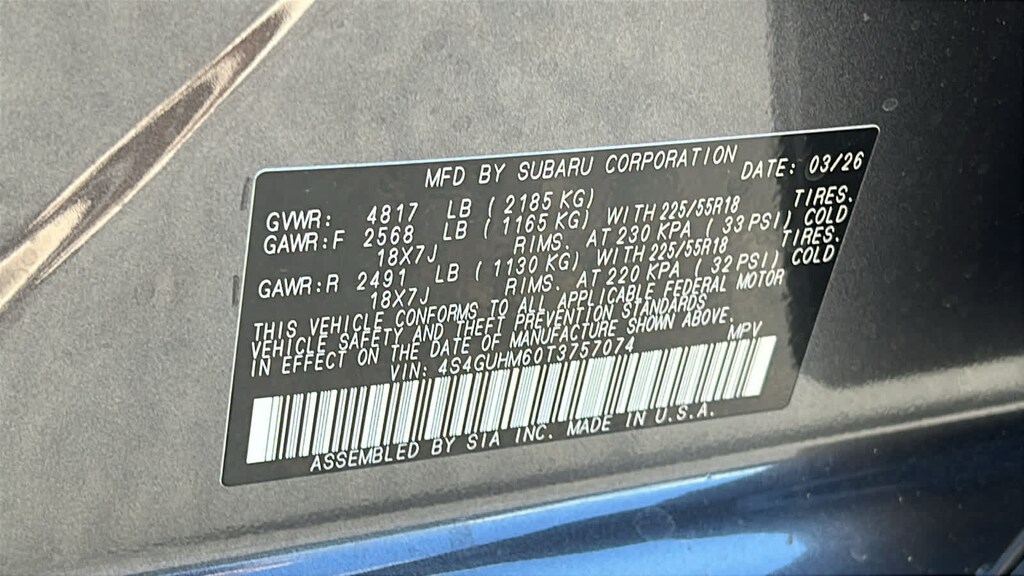 MFD BY SUBARU CORPORATION DATE: 03/26
GVWR: 4817 LB (2185 KG)
GAWR:F 2568 LB (1165 KG) WITH 225/55R18 TIRES.
18X7J RIMS. AT 230 KPA (33 PSI) COLD
GAWR:R 2491 LB (1130 KG) WITH 225/55R18 TIRES.
18X7J RIMS. AT 220 KPA (32 PSI) COLD
THIS VEHICLE CONFORMS TO ALL APPLICABLE FEDERAL MOTOR
VEHICLE SAFETY AND THEFT PREVENTION STANDARDS
IN EFFECT ON THE DATE OF MANUFACTURE SHOWN ABOVE.
VIN: 4S4GUHM60T3757074 MPV
ASSEMBLED BY SIA INC. MADE IN U.S.A.